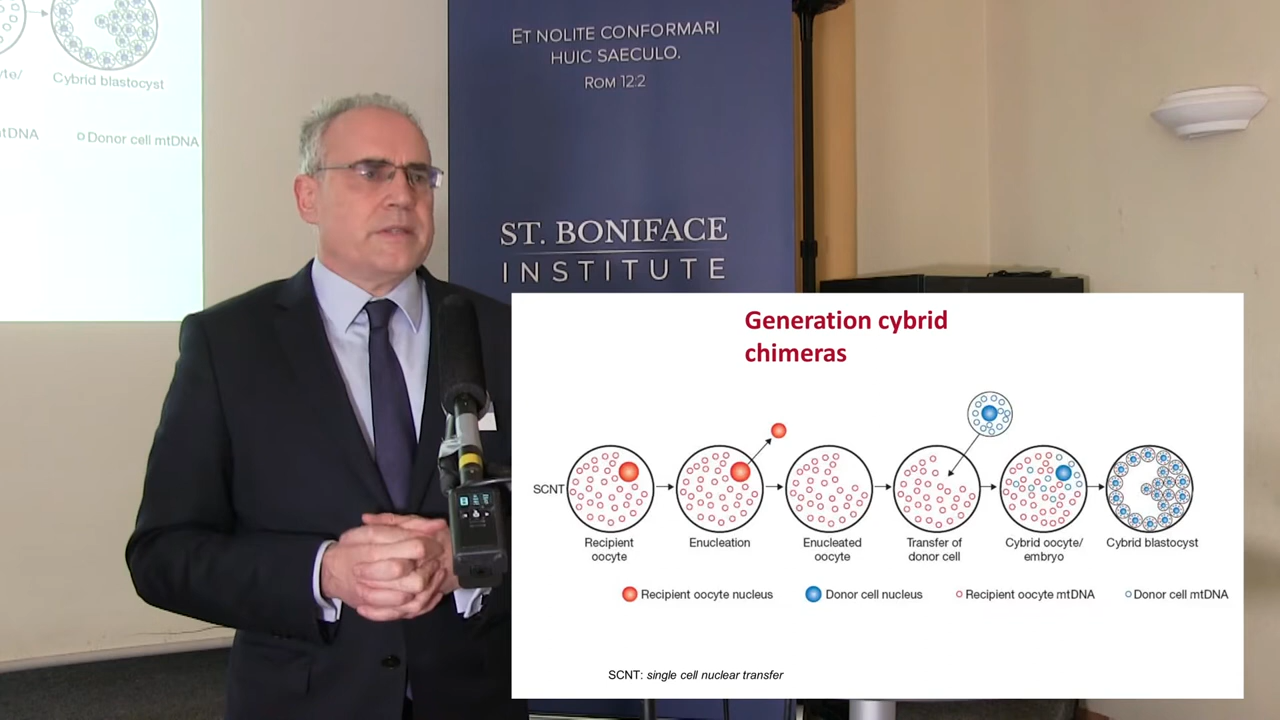 yte/
Cybrid blastocyst
tDNA
Donor cell mtDNA
ET NOLITE CONFORMARI
HUIC SAECULO.
ROM 12:2
ST. BONIFACE
INSTITUTE
Generation cybrid
chimeras
SCNT
Recipient
oocyte
Enucleation
Enucleated
oocyte
Transfer of
donor cell
Cybrid oocyte/
embryo
Cybrid blastocyst
Recipient oocyte nucleus
Donor cell nucleus
Recipient oocyte mtDNA
Donor cell mtDNA
SCNT: single cell nuclear transfer